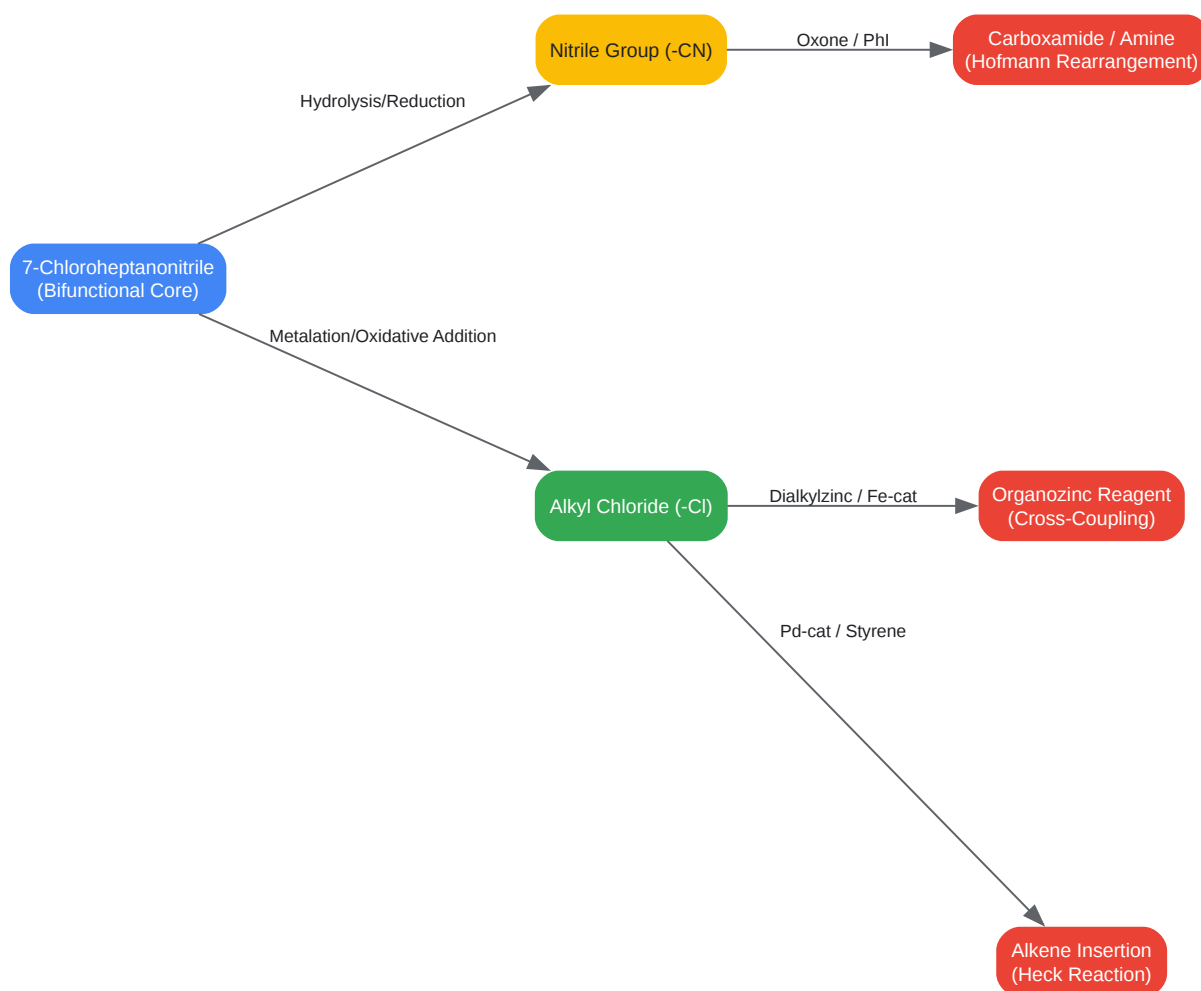 Nitrile Group (-CN)
Oxone / PhI
Carboxamide / Amine
(Hofmann Rearrangement)
Hydrolysis/Reduction
7-Chloroheptanonitrile
(Bifunctional Core)
Metalation/Oxidative Addition
Alkyl Chloride (-Cl)
Dialkylzinc / Fe-cat
Organozinc Reagent
(Cross-Coupling)
Pd-cat / Styrene
Alkene Insertion
(Heck Reaction)